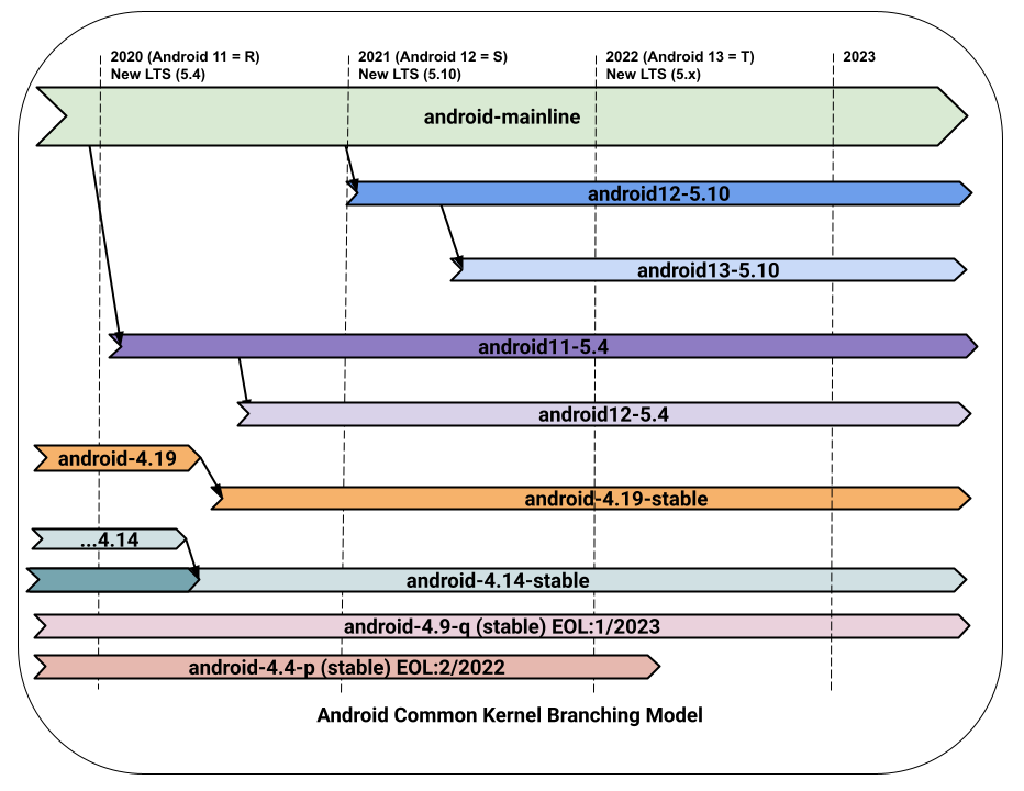 2020 (Android 11 = R)
New LTS (5.4)
2021 (Android 12 = S)
New LTS (5.10)
2022 (Android 13 = T)
New LTS (5.x)
2023
android-mainline
android12-5.10
android13-5.10
android11-5.4
android12-5.4
android-4.19
android-4.19-stable
...4.14
android-4.14-stable
android-4.9-q (stable) EOL:1/2023
android-4.4-p (stable) EOL:2/2022
Android Common Kernel Branching Model